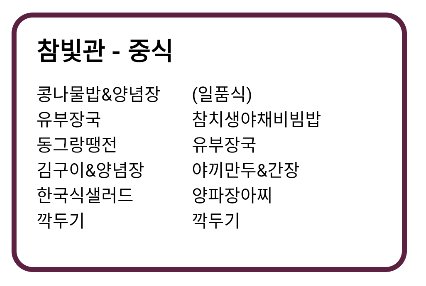 참빛관 - 중식
콩나물밥&양념장 (일품식)
유부장국 참치생야채비빔밥
동그랑땡전 유부장국
김구이&양념장 야끼만두&간장
한국식샐러드 양파장아찌
깍두기 깍두기